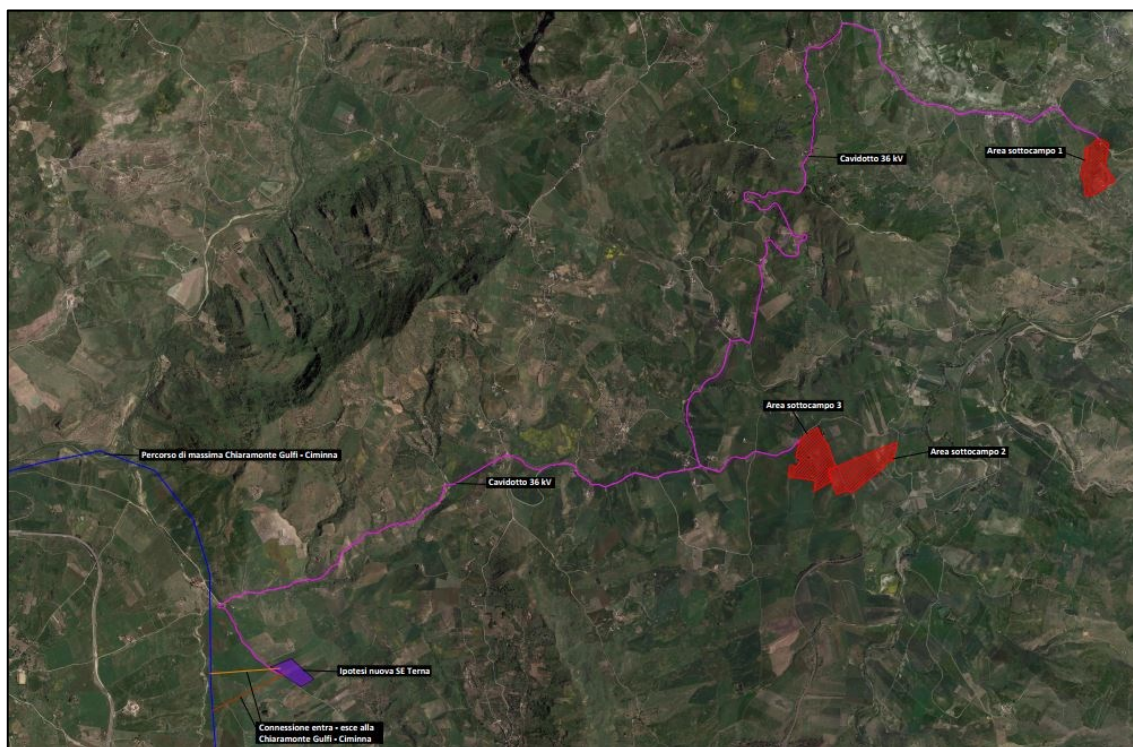 Area sottocampo 1
Cavidotto 36 kV
Area sottocampo 3
Area sottocampo 2
Percorso di massima Chiaramonte Gulfi - Ciminna
Cavidotto 36 kV
Ipotesi nuova SE Terna
Connessione entra - esce alla
Chiaramonte Gulfi - Ciminna